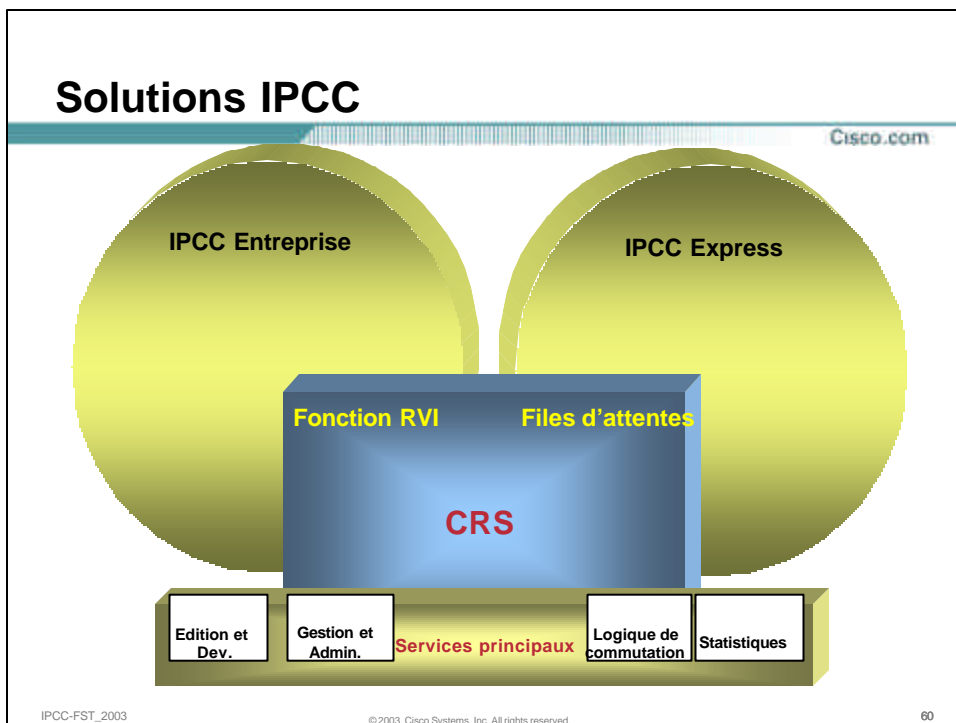 Solutions IPCC
Cisco.com
IPCC Entreprise
IPCC Express
Fonction RVI
Files d'attentes
CRS
Edition et
Dev.
Gestion et
Admin.
Services principaux
Logique de
commutation
Statistiques
IPCC-FST_2003
© 2003, Cisco Systems, Inc. All rights reserved.
60